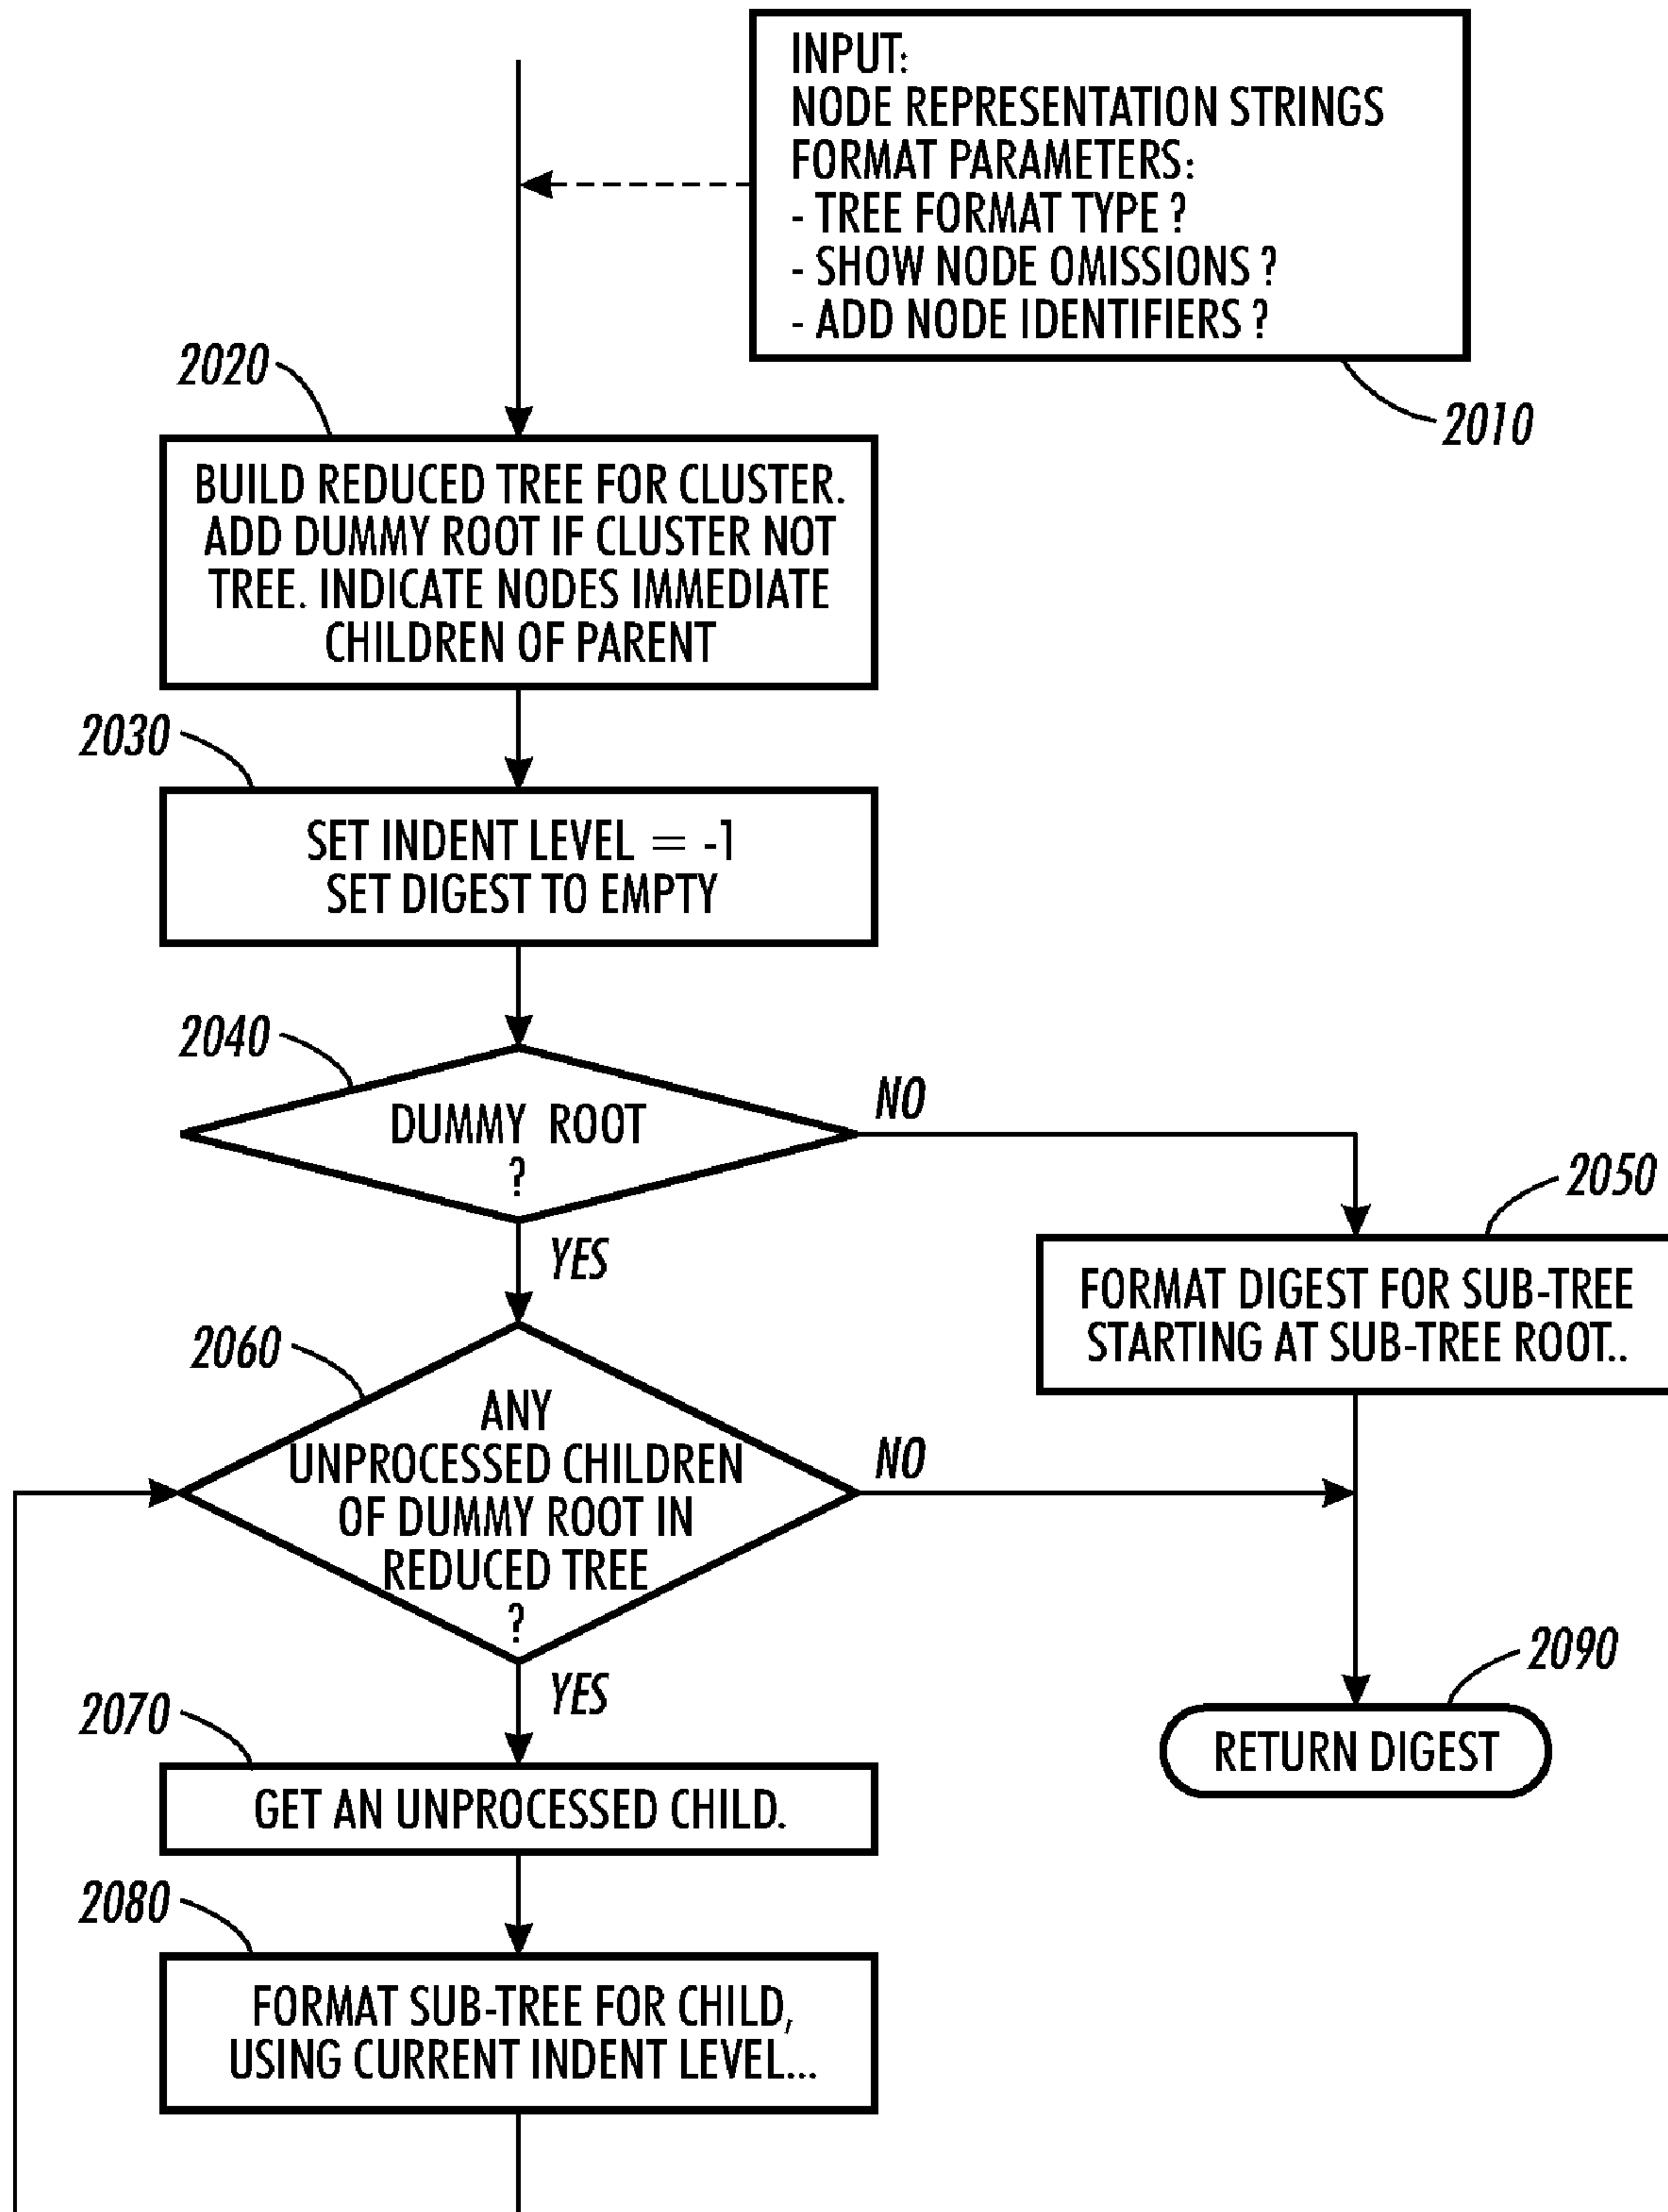 INPUT:
NODE REPRESENTATION STRINGS
FORMAT PARAMETERS:
- TREE FORMAT TYPE ?
- SHOW NODE OMISSIONS ?
- ADD NODE IDENTIFIERS ?
2010
2020
BUILD REDUCED TREE FOR CLUSTER.
ADD DUMMY ROOT IF CLUSTER NOT
TREE. INDICATE NODES IMMEDIATE
CHILDREN OF PARENT
2030
SET INDENT LEVEL = -1
SET DIGEST TO EMPTY
2040
DUMMY ROOT
?
NO
YES
2050
FORMAT DIGEST FOR SUB-TREE
STARTING AT SUB-TREE ROOT..
2060
ANY
UNPROCESSED CHILDREN
OF DUMMY ROOT IN
REDUCED TREE
?
NO
YES
2070
GET AN UNPROCESSED CHILD.
2080
FORMAT SUB-TREE FOR CHILD,
USING CURRENT INDENT LEVEL...
2090
RETURN DIGEST